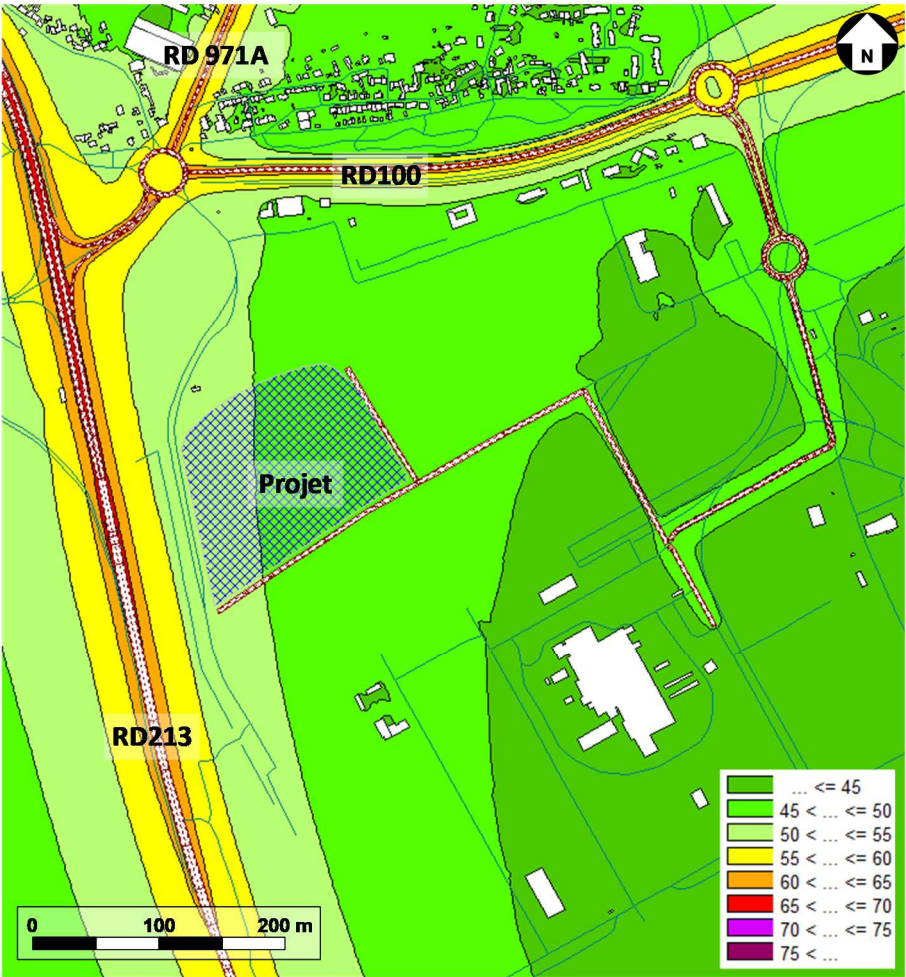 RD 971A
N
RD100
Projet
RD213
... <= 45
45 < ... <= 50
50 < ... <= 55
55 < ... <= 60
60 < ... <= 65
65 < ... <= 70
70 < ... <= 75
75 < ...
0 100 200 m